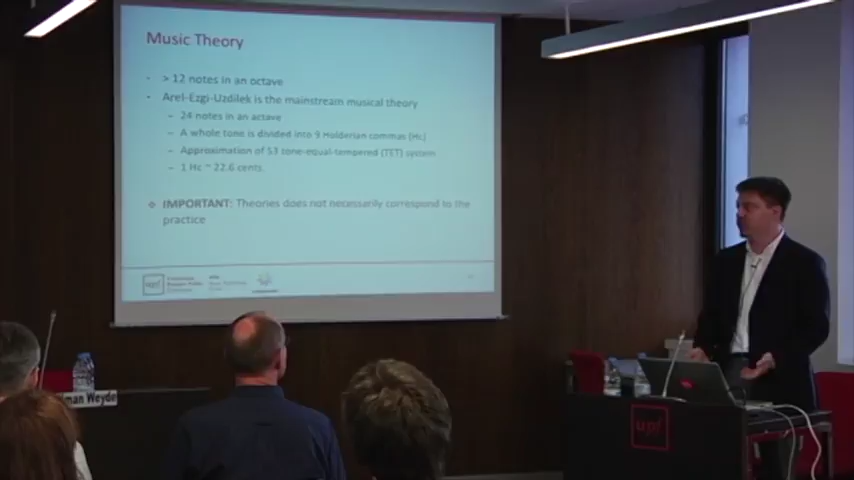 Music Theory
- > 12 notes in an octave
- Arel-Ezgi-Uzdilek is the mainstream musical theory
– 24 notes in an octave
– A whole tone is divided into 9 Holderian commas (Hc)
– Approximation of 53 tone-equal-tempered (TET) system
– 1 Hc ~ 22.6 cents
IMPORTANT: Theories does not necessarily correspond to the
practice
upf
lman Weyde
upf